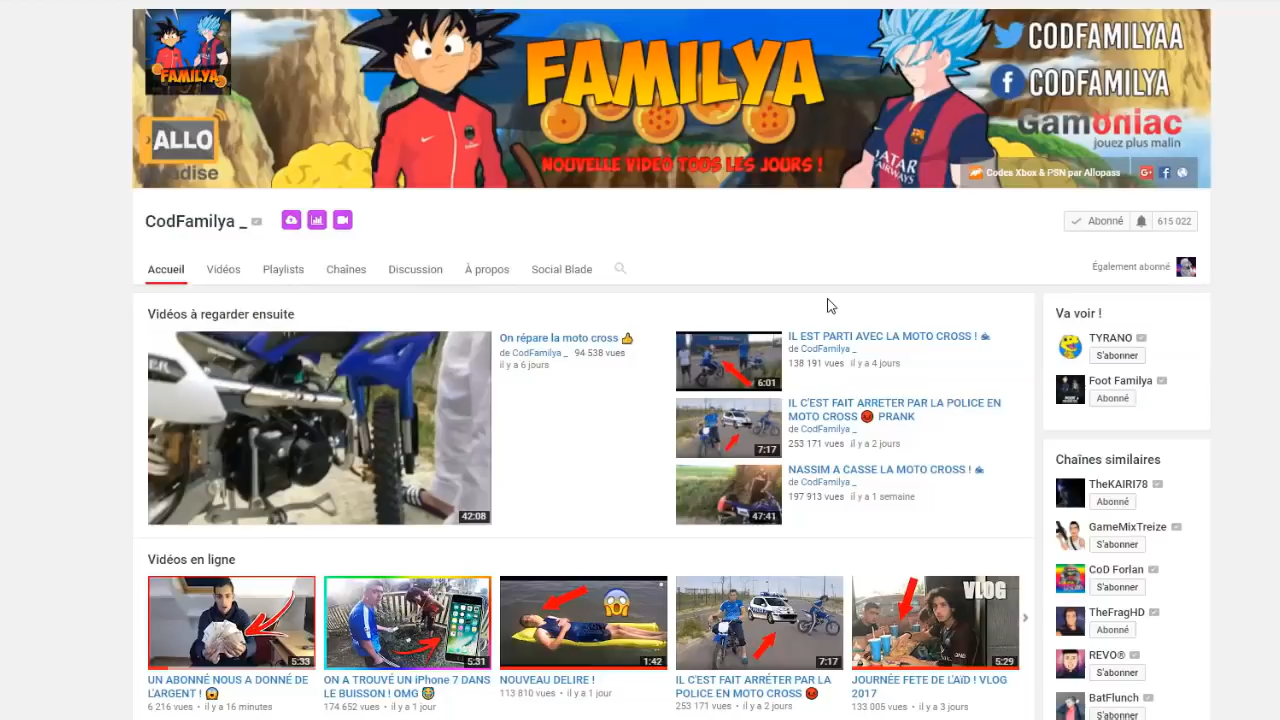 FAMILYA
FAMILYA
CODFAMILYAA
CODFAMILYA
Gamoniac
jouez plus malin
ALLO
NOUVELLE VIDEO TOUS LES JOURS !
QATAR
AIRWAYS
Codes Xbox & PSN par Allopass
CodFamilya _
Abonné
615 022
Accueil
Vidéos
Playlists
Chaînes
Discussion
À propos
Social Blade
Également abonné
Vidéos à regarder ensuite
42:08
On répare la moto cross 👍
de CodFamilya _ 94 538 vues
il y a 6 jours
6:01
IL EST PARTI AVEC LA MOTO CROSS !
de CodFamilya _
138 191 vues il y a 4 jours
7:17
IL C'EST FAIT ARRETER PAR LA POLICE EN
MOTO CROSS 😡 PRANK
de CodFamilya _
253 171 vues il y a 2 jours
47:41
NASSIM A CASSE LA MOTO CROSS !
de CodFamilya _
197 913 vues il y a 1 semaine
Va voir !
TYRANO
S'abonner
Foot Familya
Abonné
Chaînes similaires
TheKAIRI78
Abonné
GameMixTreize
S'abonner
CoD Forlan
S'abonner
TheFragHD
Abonné
REVO®
S'abonner
BatFlunch
S'abonner
Vidéos en ligne
5:33
UN ABONNÉ NOUS A DONNÉ DE
L'ARGENT ! 😱
6 216 vues • il y a 16 minutes
5:31
ON A TROUVÉ UN iPhone 7 DANS
LE BUISSON ! OMG
174 652 vues • il y a 1 jour
1:42
NOUVEAU DELIRE !
113 810 vues • il y a 1 jour
7:17
IL C'EST FAIT ARRÊTER PAR LA
POLICE EN MOTO CROSS 😡
253 171 vues • il y a 2 jours
VLOG
5:29
JOURNÉE FETE DE L'AïD ! VLOG
2017
133 005 vues • il y a 3 jours